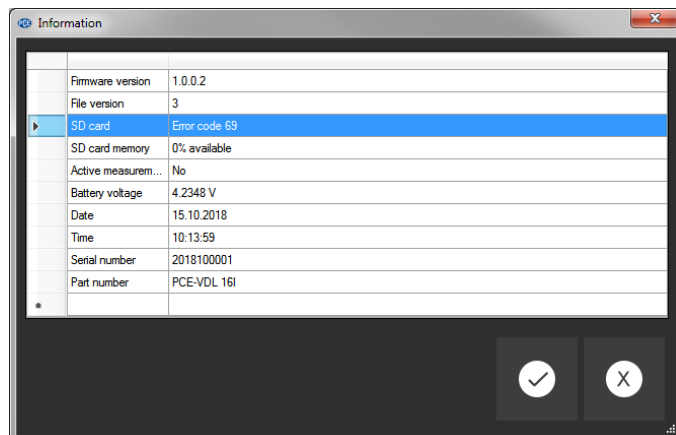 PCE Information
Firmware version 1.0.0.2
File version 3
SD card Error code 69
SD card memory 0% available
Active measurem... No
Battery voltage 4.2348 V
Date 15.10.2018
Time 10:13:59
Serial number 2018100001
Part number PCE-VDL 16I